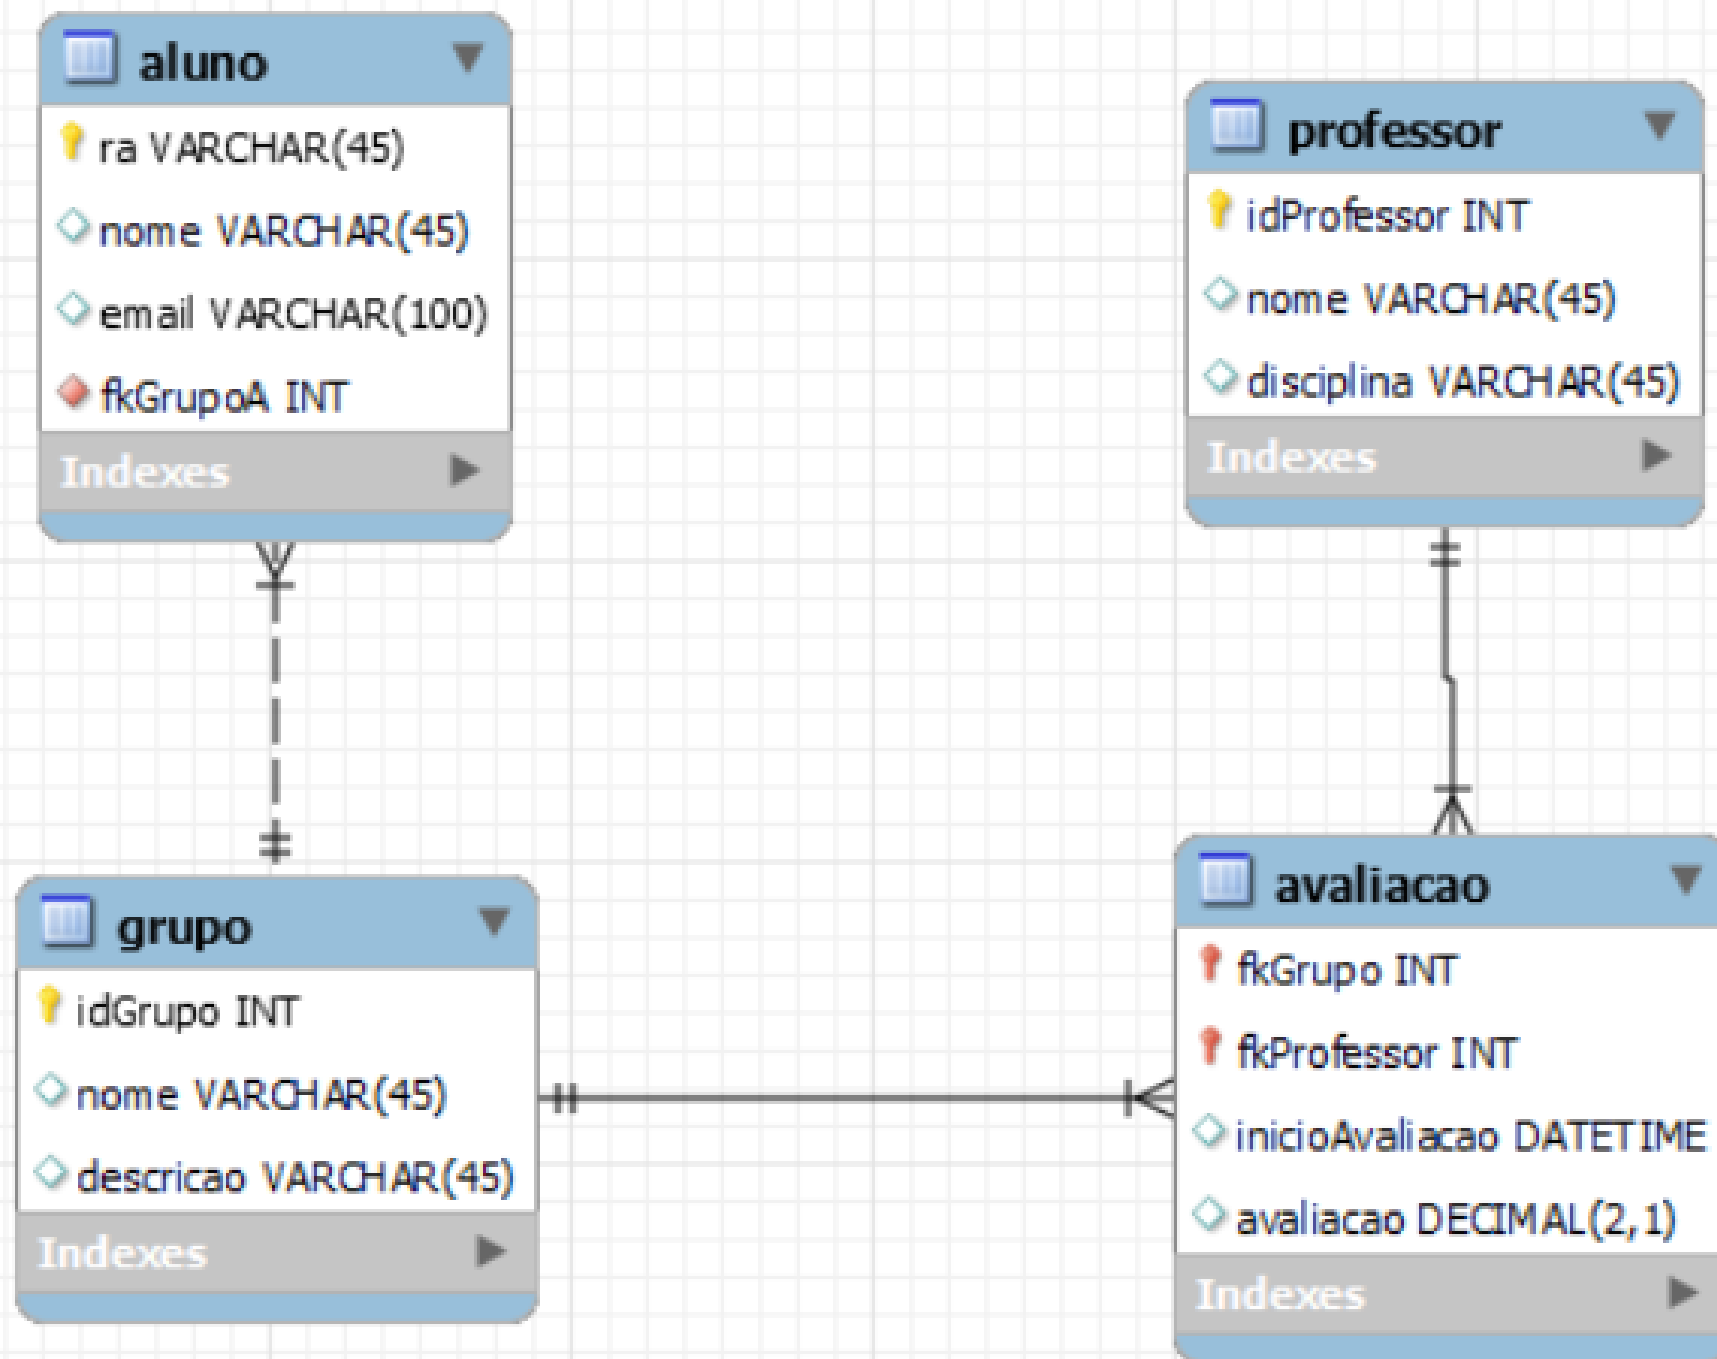 aluno
ra VARCHAR(45)
nome VARCHAR(45)
email VARCHAR(100)
fkGrupoA INT
Indexes
professor
idProfessor INT
nome VARCHAR(45)
disciplina VARCHAR(45)
Indexes
grupo
idGrupo INT
nome VARCHAR(45)
descricao VARCHAR(45)
Indexes
avaliacao
fkGrupo INT
fkProfessor INT
inicioAvaliacao DATETIME
avaliacao DECIMAL(2,1)
Indexes